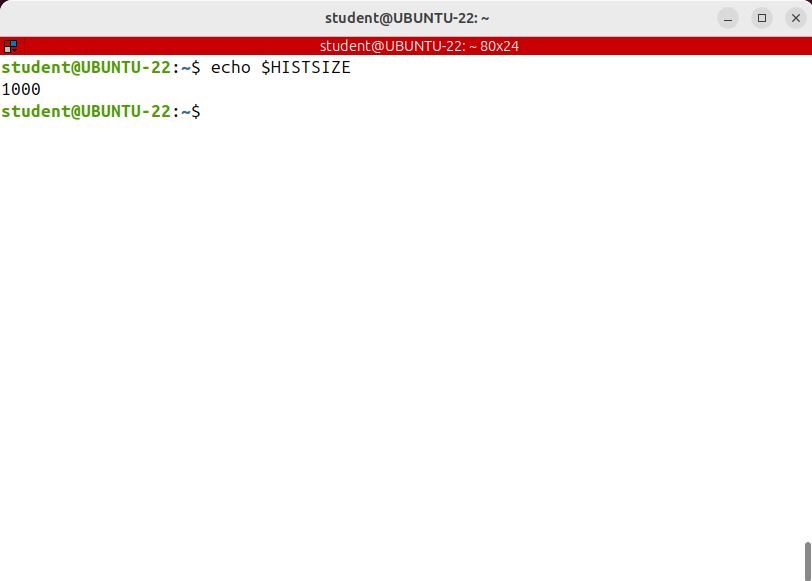 student@UBUNTU-22: ~
student@UBUNTU-22: ~ 80x24
student@UBUNTU-22:~$ echo $HISTSIZE
1000
student@UBUNTU-22:~$